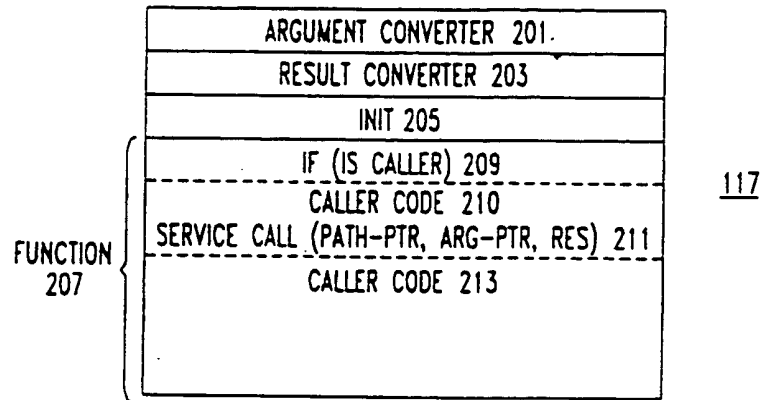 ARGUMENT CONVERTER 201
RESULT CONVERTER 203
INIT 205
IF (IS CALLER) 209
117
CALLER CODE 210
SERVICE CALL (PATH-PTR, ARG-PTR, RES) 211
FUNCTION
207
CALLER CODE 213